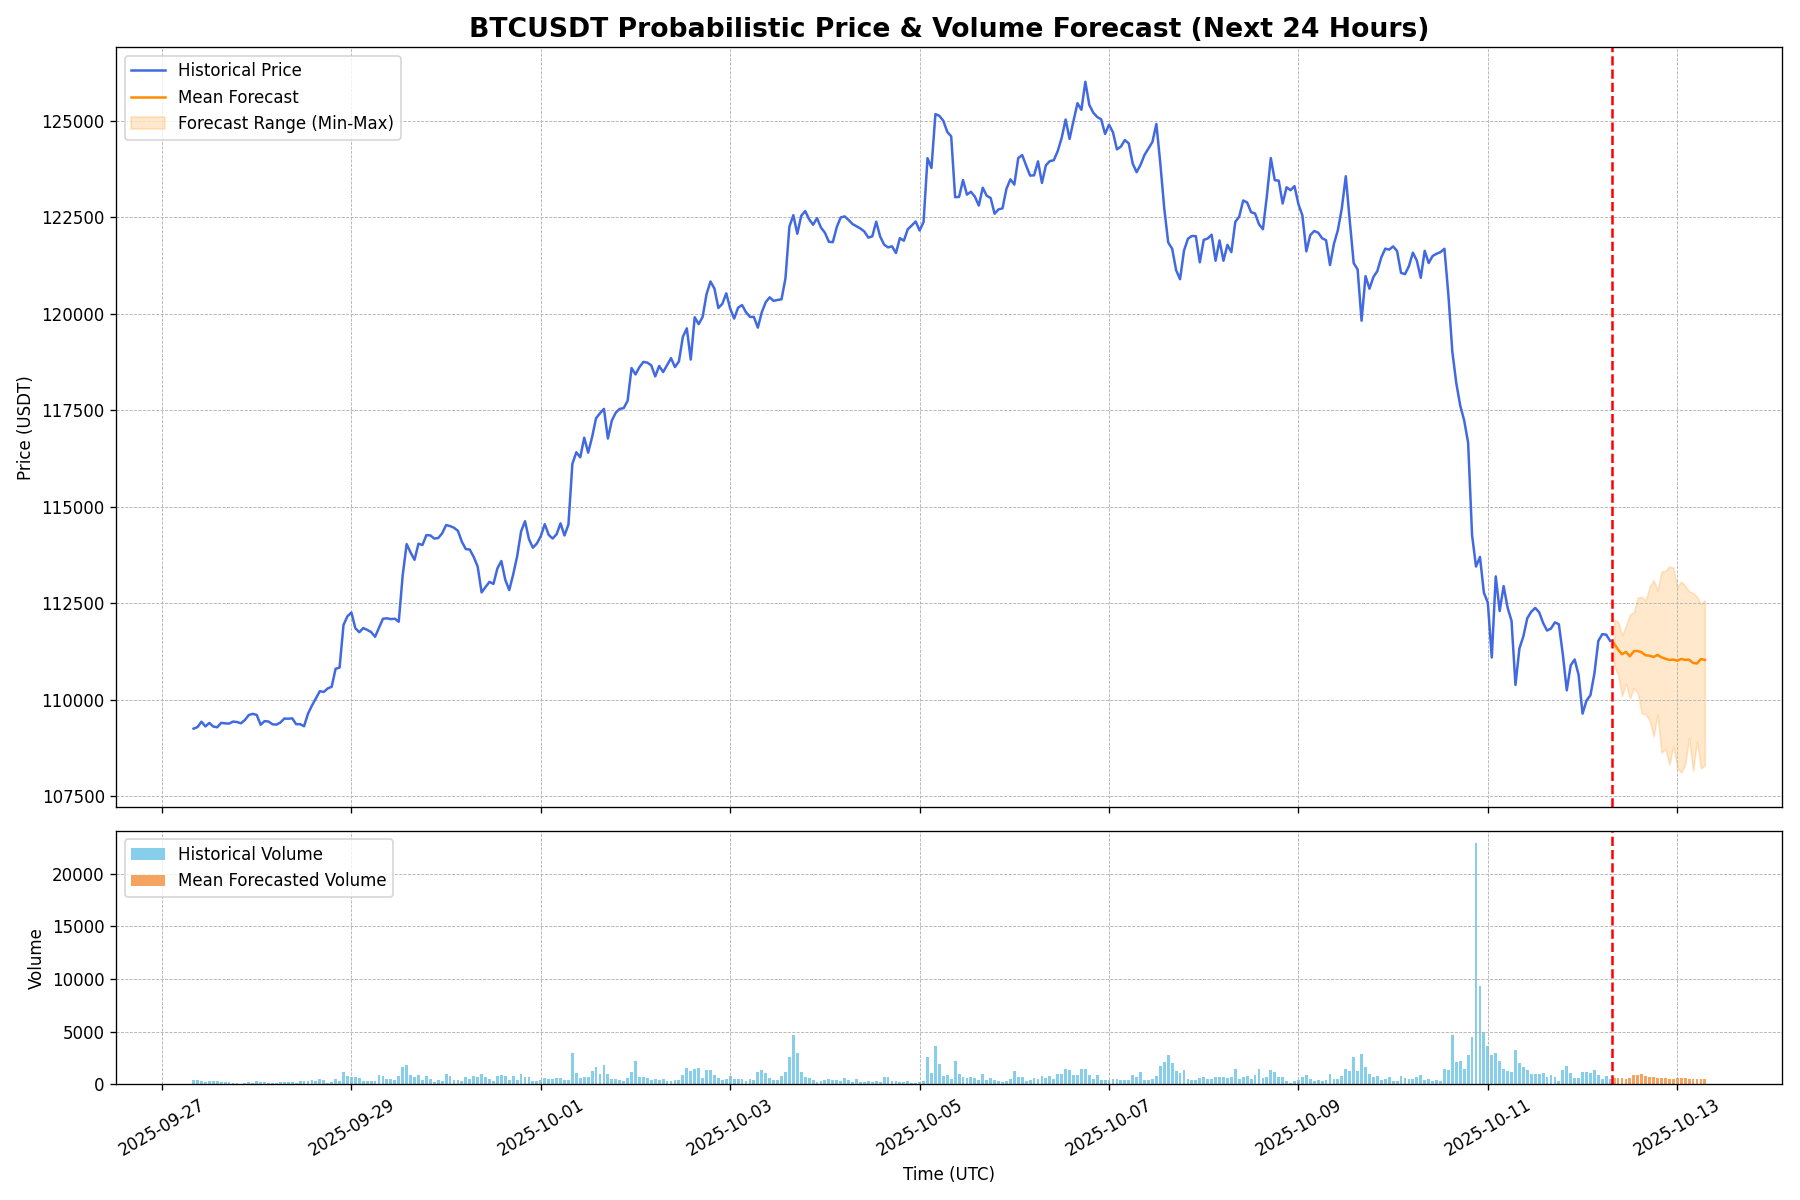 BTCUSDT Probabilistic Price & Volume Forecast (Next 24 Hours)
Historical Price
Mean Forecast
Forecast Range (Min-Max)
125000
122500
120000
117500
115000
112500
110000
107500
Price (USDT)
Historical Volume
Mean Forecasted Volume
20000
15000
10000
5000
0
Volume
2025-09-27
2025-09-29
2025-10-01
2025-10-03
2025-10-05
2025-10-07
2025-10-09
2025-10-11
2025-10-13
Time (UTC)